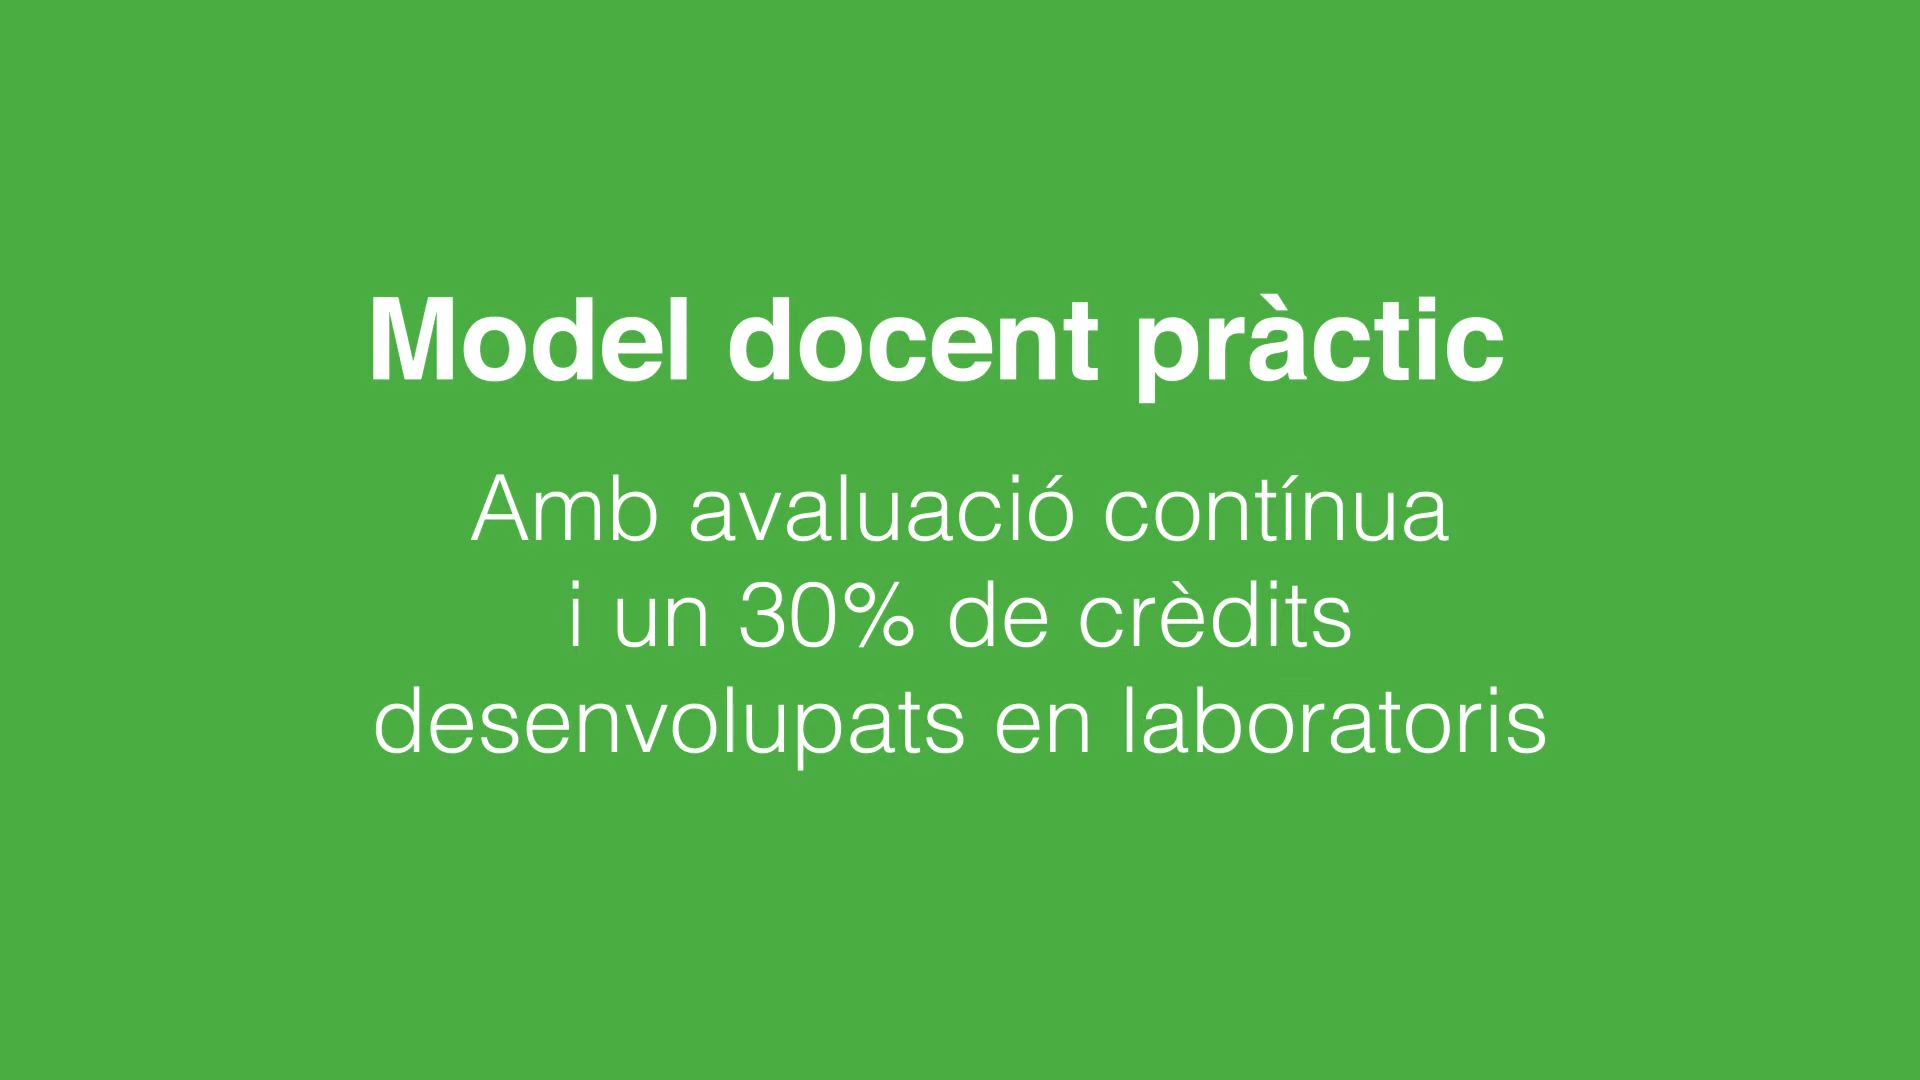 Model docent pràctic
Amb avaluació contínua
i un 30% de crèdits
desenvolupats en laboratoris